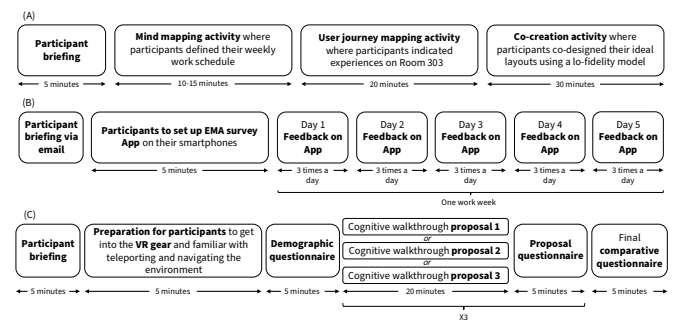 (A)
Participant
briefing
Mind mapping activity where
participants defined their weekly
work schedule
User journey mapping activity
where participants indicated
experiences on Room 303
Co-creation activity where
participants co-designed their ideal
layouts using a lo-fidelity model
5 minutes
10-15 minutes
20 minutes
30 minutes
(B)
Participant
briefing via
email
Participants to set up EMA survey
App on their smartphones
Day 1
Feedback on
App
Day 2
Feedback on
App
Day 3
Feedback on
App
Day 4
Feedback on
App
Day 5
Feedback on
App
5 minutes
3 times a
day
3 times a
day
3 times a
day
3 times a
day
3 times a
day
One work week
(C)
Participant
briefing
Preparation for participants to get
into the VR gear and familiar with
teleporting and navigating the
environment
Demographic
questionnaire
Cognitive walkthrough proposal 1
or
Cognitive walkthrough proposal 2
or
Cognitive walkthrough proposal 3
Proposal
questionnaire
Final
comparative
questionnaire
5 minutes
5 minutes
5 minutes
20 minutes
5 minutes
5 minutes
X3